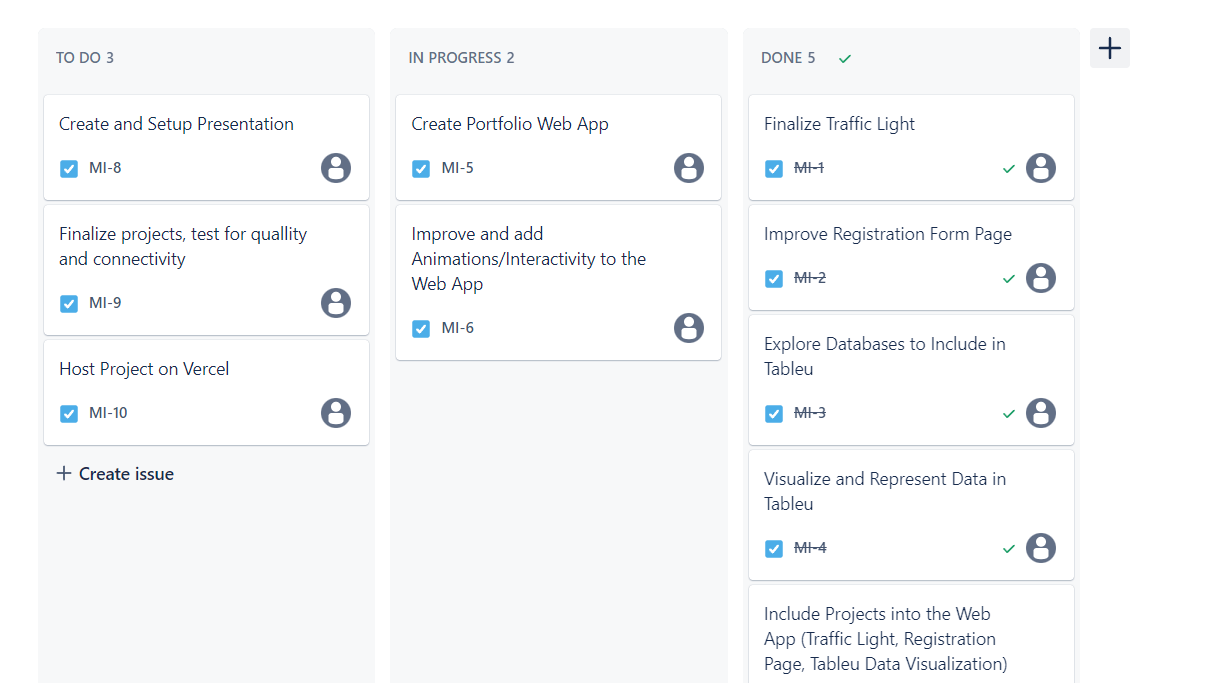 TO DO 3
Create and Setup Presentation
MI-8
Finalize projects, test for quallity
and connectivity
MI-9
Host Project on Vercel
MI-10
+ Create issue
IN PROGRESS 2
Create Portfolio Web App
MI-5
Improve and add
Animations/Interactivity to the
Web App
MI-6
DONE 5
Finalize Traffic Light
MI-1
Improve Registration Form Page
MI-2
Explore Databases to Include in
Tableu
MI-3
Visualize and Represent Data in
Tableu
MI-4
Include Projects into the Web
App (Traffic Light, Registration
Page, Tableu Data Visualization)